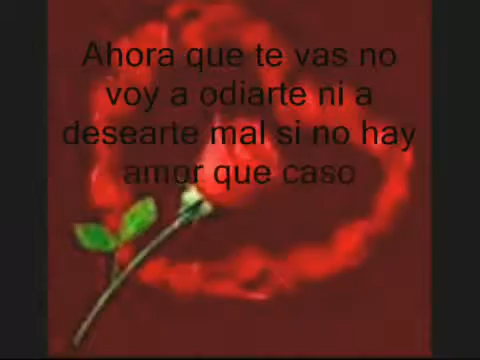 Ahora que te vas no
voy a odiarte ni a
desearte mal si no hay
amor que caso